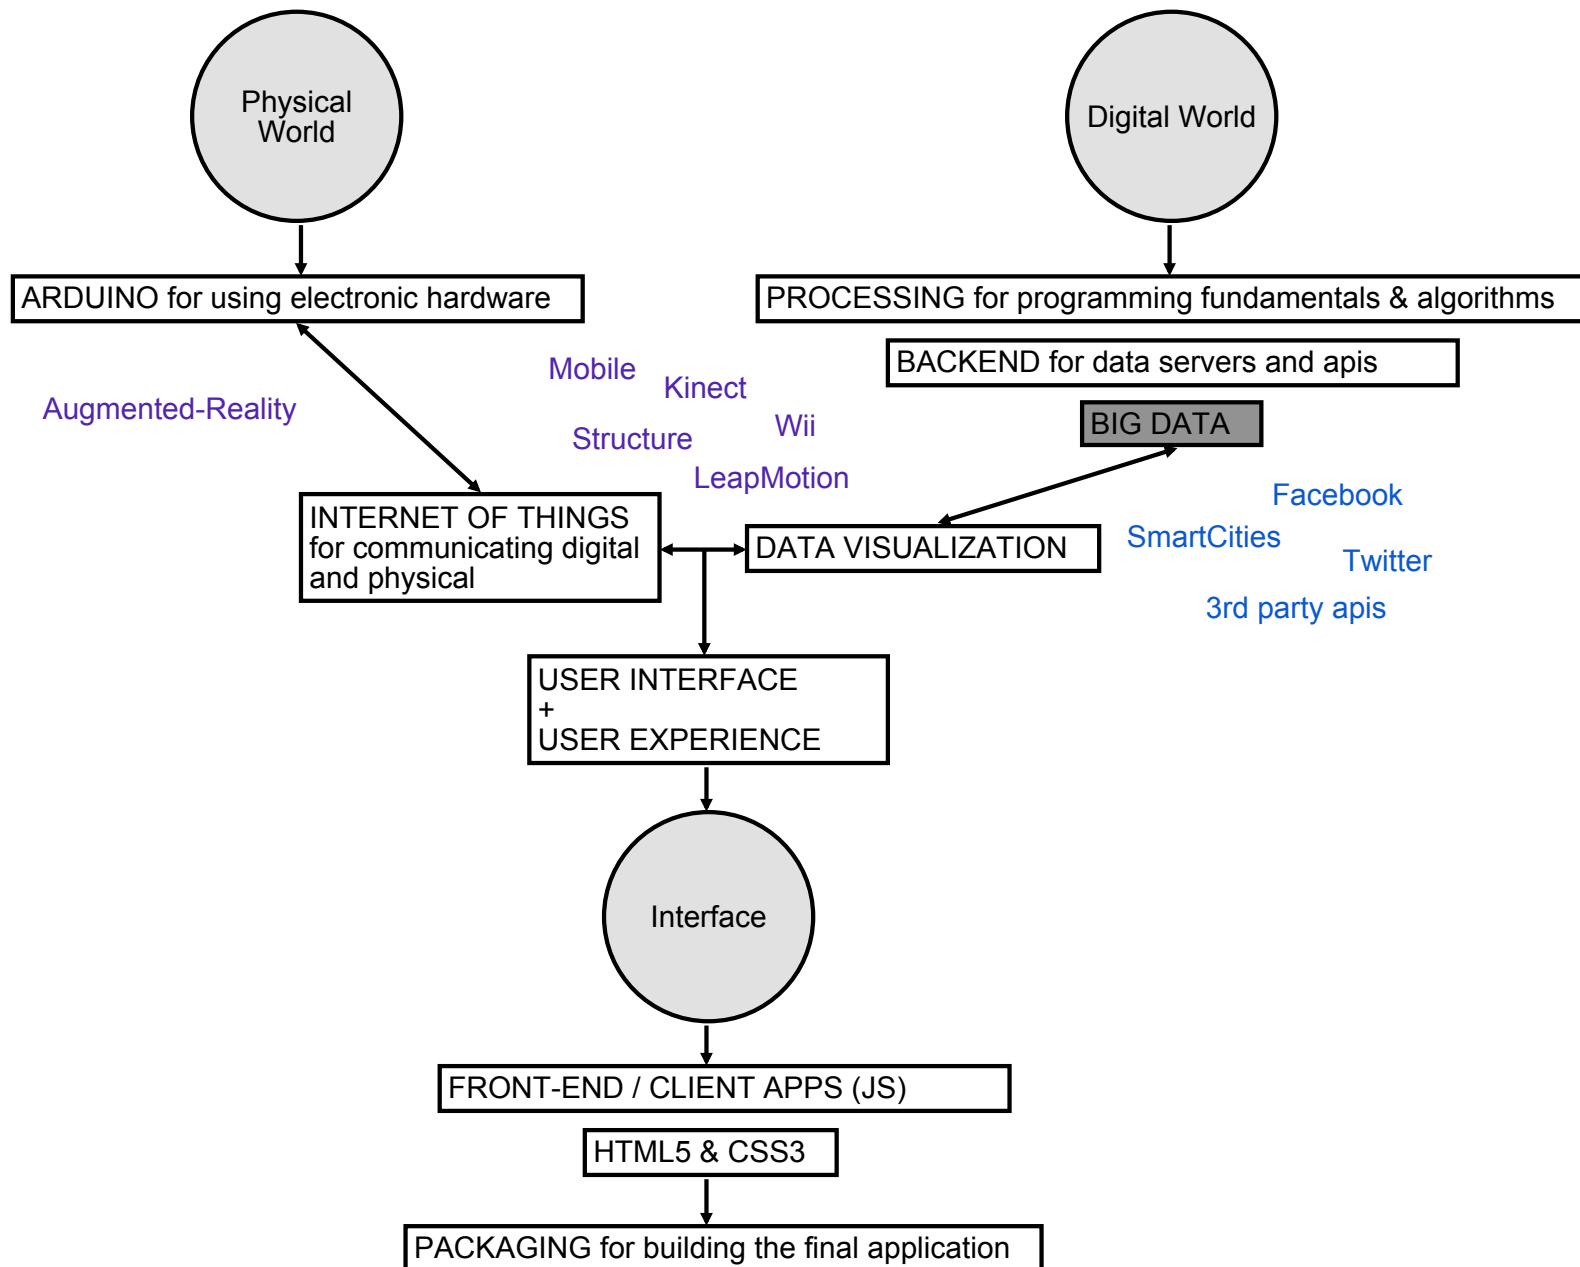 Physical
World
Digital World
ARDUINO for using electronic hardware
PROCESSING for programming fundamentals & algorithms
BACKEND for data servers and apis
Mobile
Kinect
Augmented-Reality
Wii
Structure
BIG DATA
LeapMotion
Facebook
INTERNET OF THINGS
for communicating digital
and physical
DATA VISUALIZATION
SmartCities
Twitter
3rd party apis
USER INTERFACE
+
USER EXPERIENCE
Interface
FRONT-END / CLIENT APPS (JS)
HTML5 & CSS3
PACKAGING for building the final application